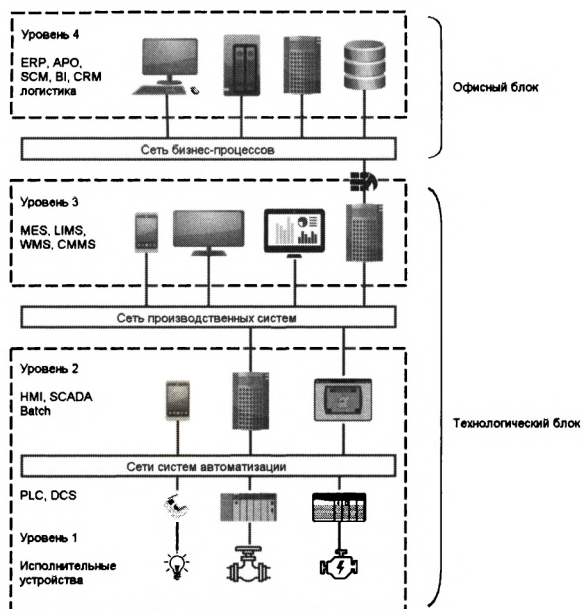 Уровень 4
ERP, APO,
SCM, BI, CRM
логистика
Офисный блок
Сеть бизнес-процессов
Уровень 3
MES, LIMS,
WMS, CMMS
Сеть производственных систем
Уровень 2
HMI, SCADA
Batch
Технологический блок
Сети систем автоматизации
PLC, DCS
Уровень 1
Исполнительные
устройства